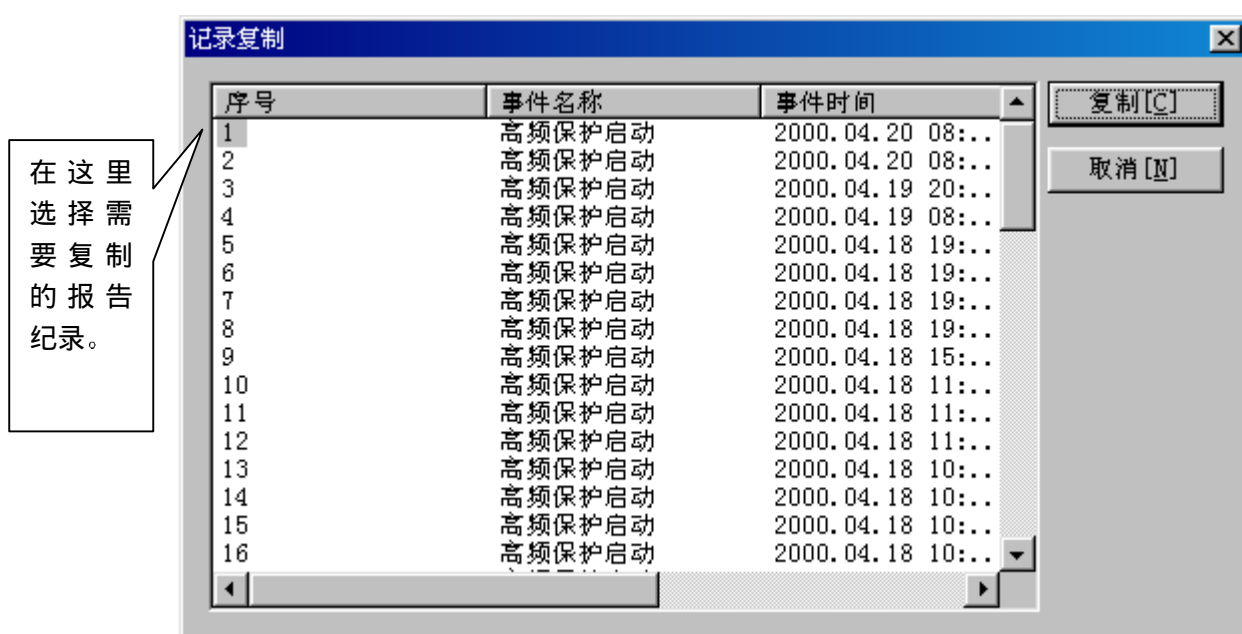 记录复制
序号 事件名称 事件时间
复制[C]
取消[N]
在这里
选择需
要复制
的报告
纪录。
1 高频保护启动 2000.04.20 08:..
2 高频保护启动 2000.04.20 08:..
3 高频保护启动 2000.04.19 20:..
4 高频保护启动 2000.04.19 08:..
5 高频保护启动 2000.04.18 19:..
6 高频保护启动 2000.04.18 19:..
7 高频保护启动 2000.04.18 19:..
8 高频保护启动 2000.04.18 19:..
9 高频保护启动 2000.04.18 15:..
10 高频保护启动 2000.04.18 11:..
11 高频保护启动 2000.04.18 11:..
12 高频保护启动 2000.04.18 11:..
13 高频保护启动 2000.04.18 10:..
14 高频保护启动 2000.04.18 10:..
15 高频保护启动 2000.04.18 10:..
16 高频保护启动 2000.04.18 10:..